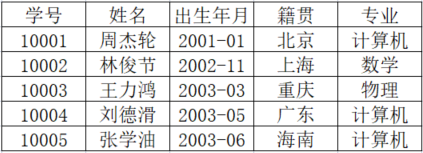 学号 姓名 出生年月 籍贯 专业
10001 周杰轮 2001-01 北京 计算机
10002 林俊节 2002-11 上海 数学
10003 王力鸿 2003-03 重庆 物理
10004 刘德滑 2003-05 广东 计算机
10005 张学油 2003-06 海南 计算机